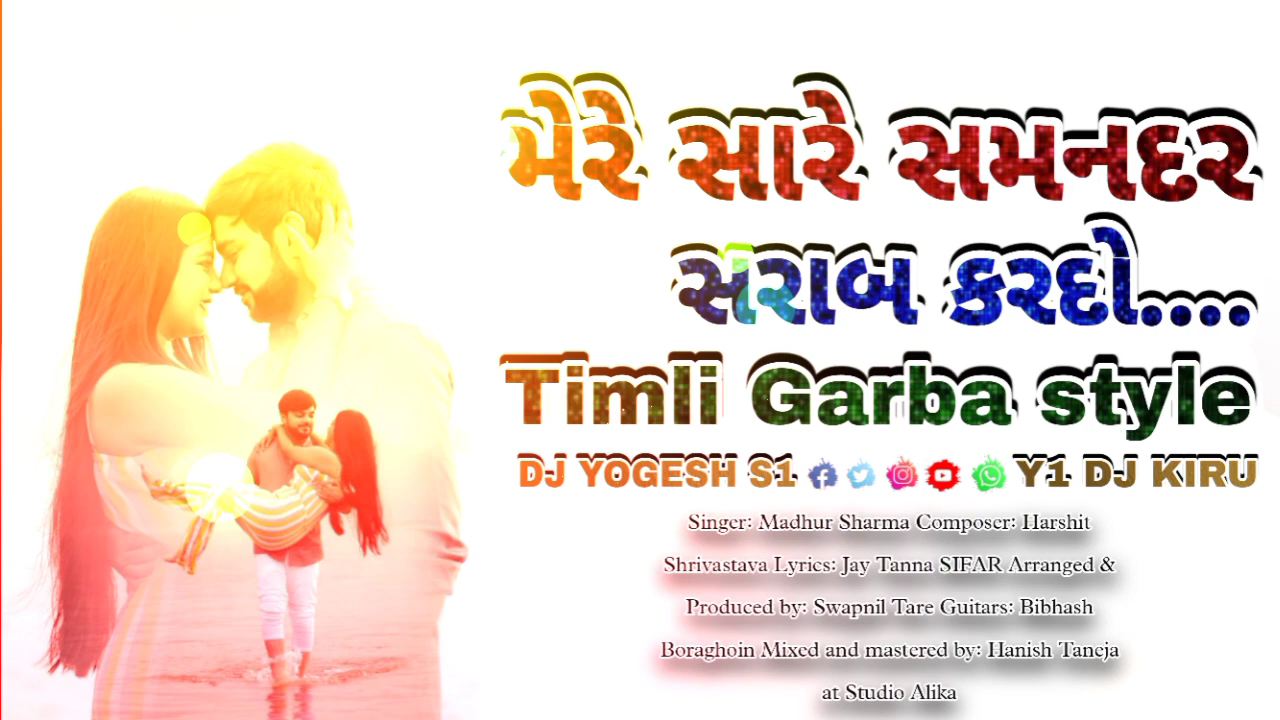 મેરે સારે સમનદર
સરાબ કરદો....
Timli Garba style
DJ YOGESH S1 Y1 DJ KIRU
Singer: Madhur Sharma Composer: Harshit
Shrivastava Lyrics: Jay Tanna SIFAR Arranged &
Produced by: Swapnil Tare Guitars: Bibhash
Boraghoin Mixed and mastered by: Hanish Taneja
at Studio Alika